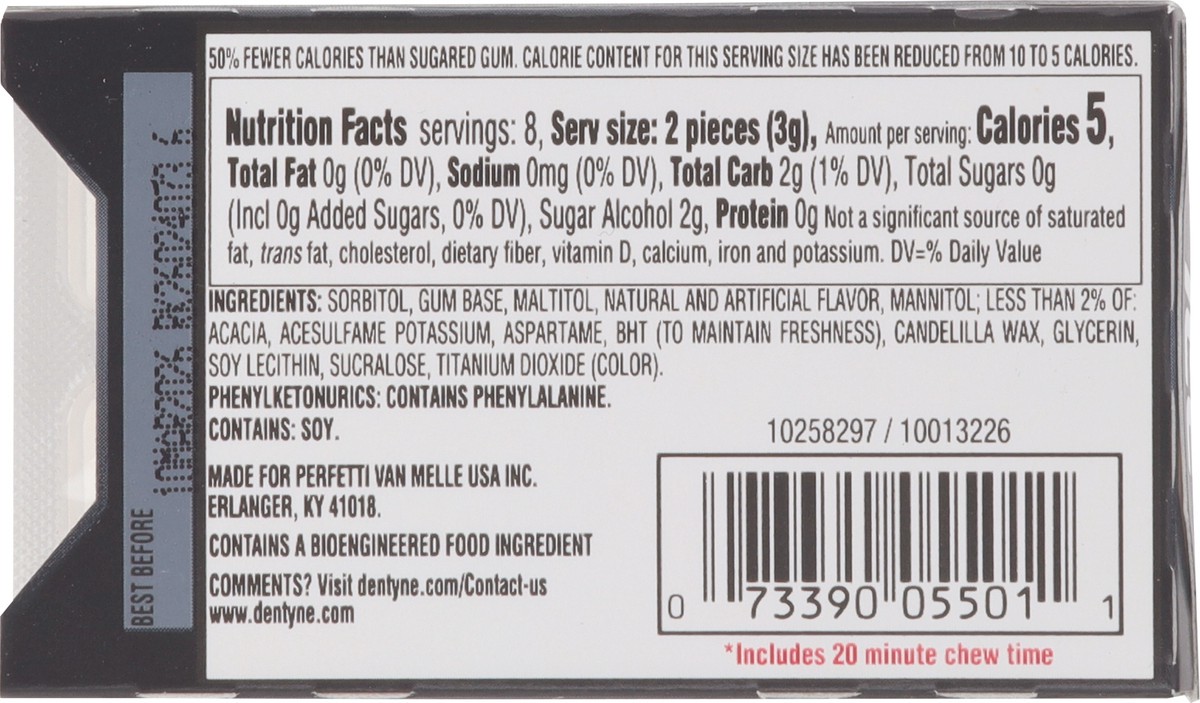 50% FEWER CALORIES THAN SUGARED GUM. CALORIE CONTENT FOR THIS SERVING SIZE HAS BEEN REDUCED FROM 10 TO 5 CALORIES.
Nutrition Facts servings: 8, Serv size: 2 pieces (3g), Amount per serving: Calories 5,
Total Fat 0g (0% DV), Sodium 0mg (0% DV), Total Carb 2g (1% DV), Total Sugars 0g
(Incl 0g Added Sugars, 0% DV), Sugar Alcohol 2g, Protein 0g Not a significant source of saturated
fat, trans fat, cholesterol, dietary fiber, vitamin D, calcium, iron and potassium. DV=% Daily Value
INGREDIENTS: SORBITOL, GUM BASE, MALTITOL, NATURAL AND ARTIFICIAL FLAVOR, MANNITOL; LESS THAN 2% OF:
ACACIA, ACESULFAME POTASSIUM, ASPARTAME, BHT (TO MAINTAIN FRESHNESS), CANDELILLA WAX, GLYCERIN,
SOY LECITHIN, SUCRALOSE, TITANIUM DIOXIDE (COLOR).
PHENYLKETONURICS: CONTAINS PHENYLALANINE.
CONTAINS: SOY.
10258297 / 10013226
MADE FOR PERFETTI VAN MELLE USA INC.
ERLANGER, KY 41018.
CONTAINS A BIOENGINEERED FOOD INGREDIENT
COMMENTS? Visit dentyne.com/Contact-us
www.dentyne.com
0 73390 05501 1
*Includes 20 minute chew time
BEST BEFORE